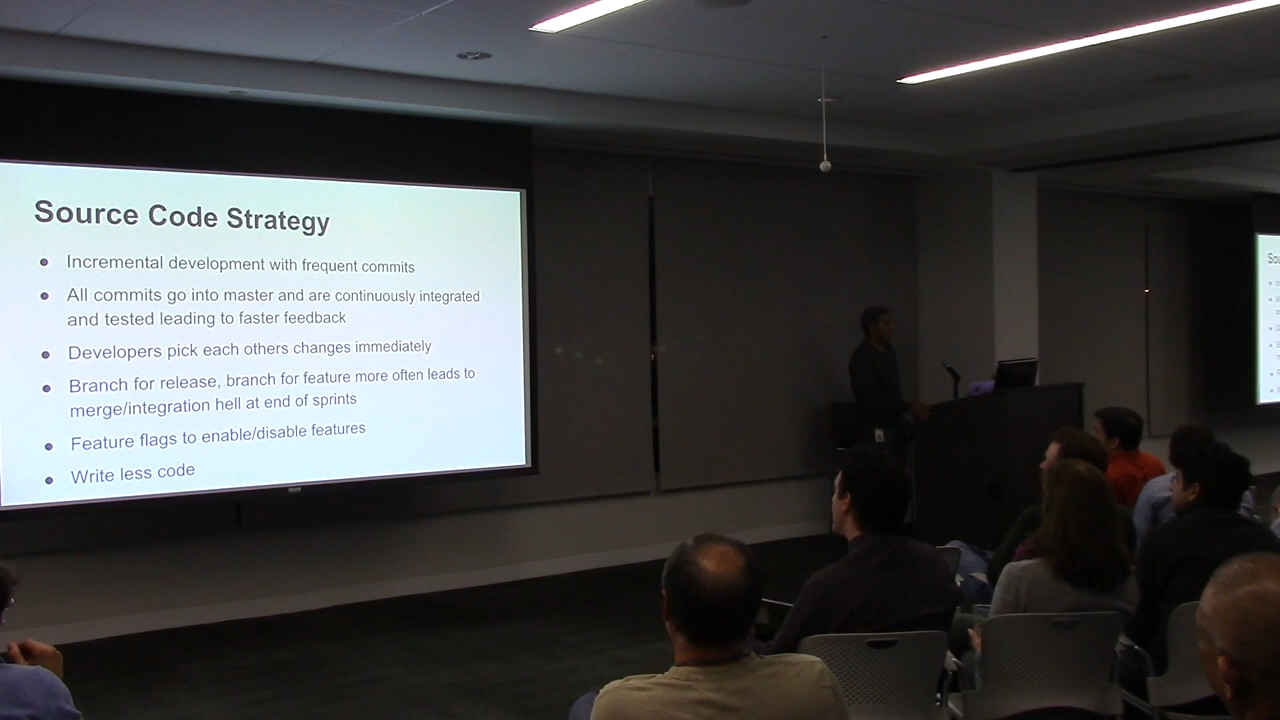 Source Code Strategy
Incremental development with frequent commits
All commits go into master and are continuously integrated
and tested leading to faster feedback
Developers pick each others changes immediately
Branch for release, branch for feature more often leads to
merge/integration hell at end of sprints
Feature flags to enable/disable features
Write less code